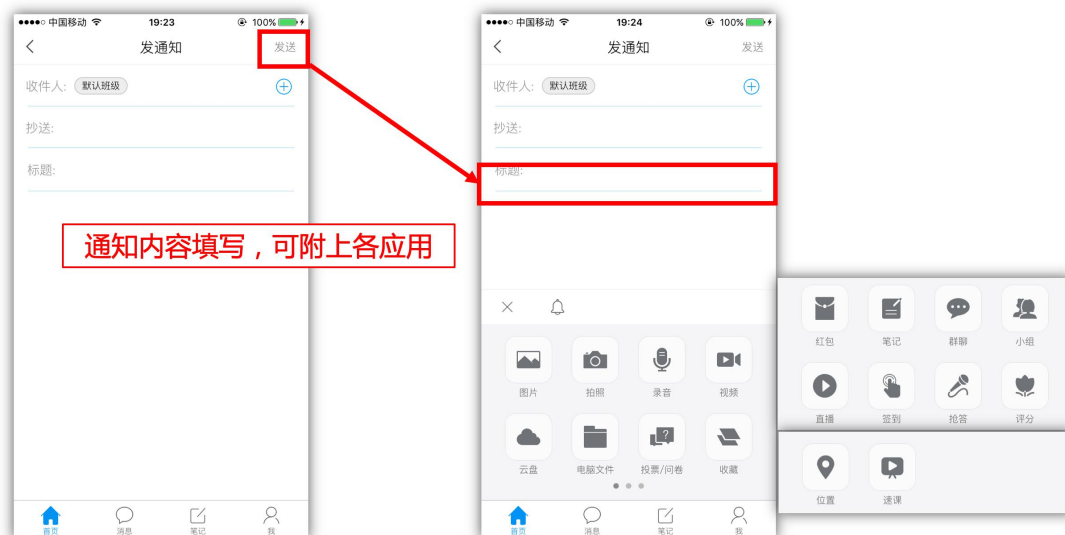 中国移动 19:23 100%
发通知 发送
收件人: 默认班级
抄送:
标题:
首页 消息 笔记 我
通知内容填写，可附上各应用
中国移动 19:24 100%
发通知 发送
收件人: 默认班级
抄送:
标题:
图片 拍照 录音 视频
云盘 电脑文件 投票/问卷 收藏
首页 消息 笔记 我
红包 笔记 群聊 小组
直播 签到 抢答 评分
位置 速课